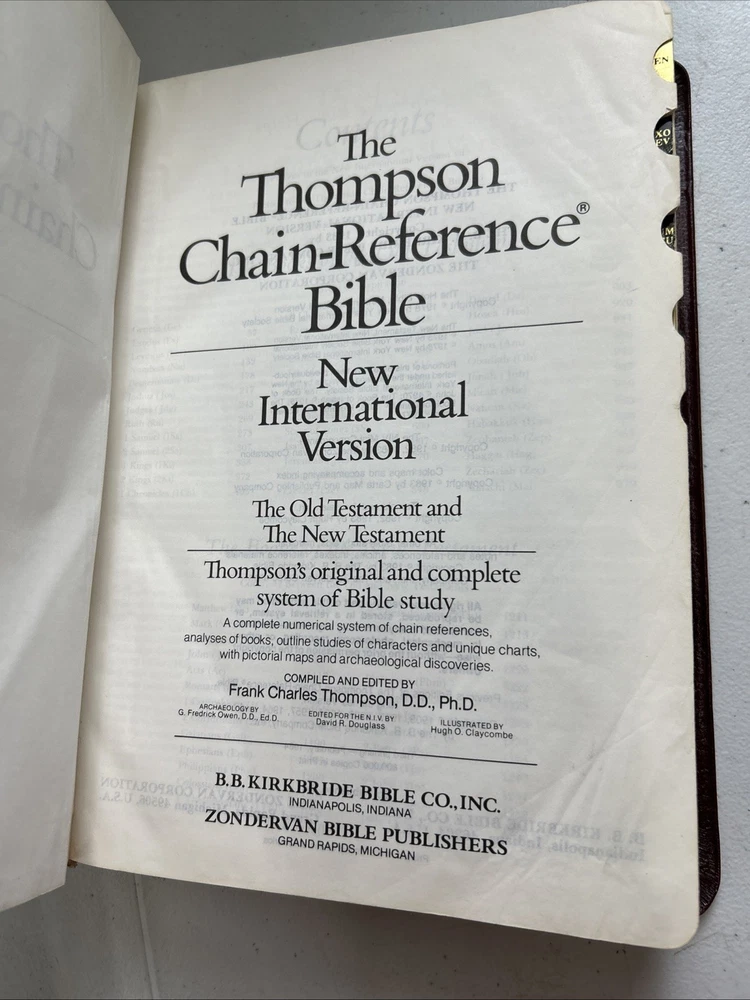 The
Thompson
Chain-Reference®
Bible
New
International
Version
The Old Testament and
The New Testament
Thompson's original and complete
system of Bible study
A complete numerical system of chain references,
analyses of books, outline studies of characters and unique charts,
with pictorial maps and archaeological discoveries.
COMPILED AND EDITED BY
Frank Charles Thompson, D.D., Ph.D.
ARCHAEOLOGY BY
G. Fredrick Owen, D.D., Ed.D.
EDITED FOR THE N.I.V. BY
David R. Douglass
ILLUSTRATED BY
Hugh O. Claycombe
B.B. KIRKBRIDE BIBLE CO., INC.
INDIANAPOLIS, INDIANA
ZONDERVAN BIBLE PUBLISHERS
GRAND RAPIDS, MICHIGAN
EN
XO
EV